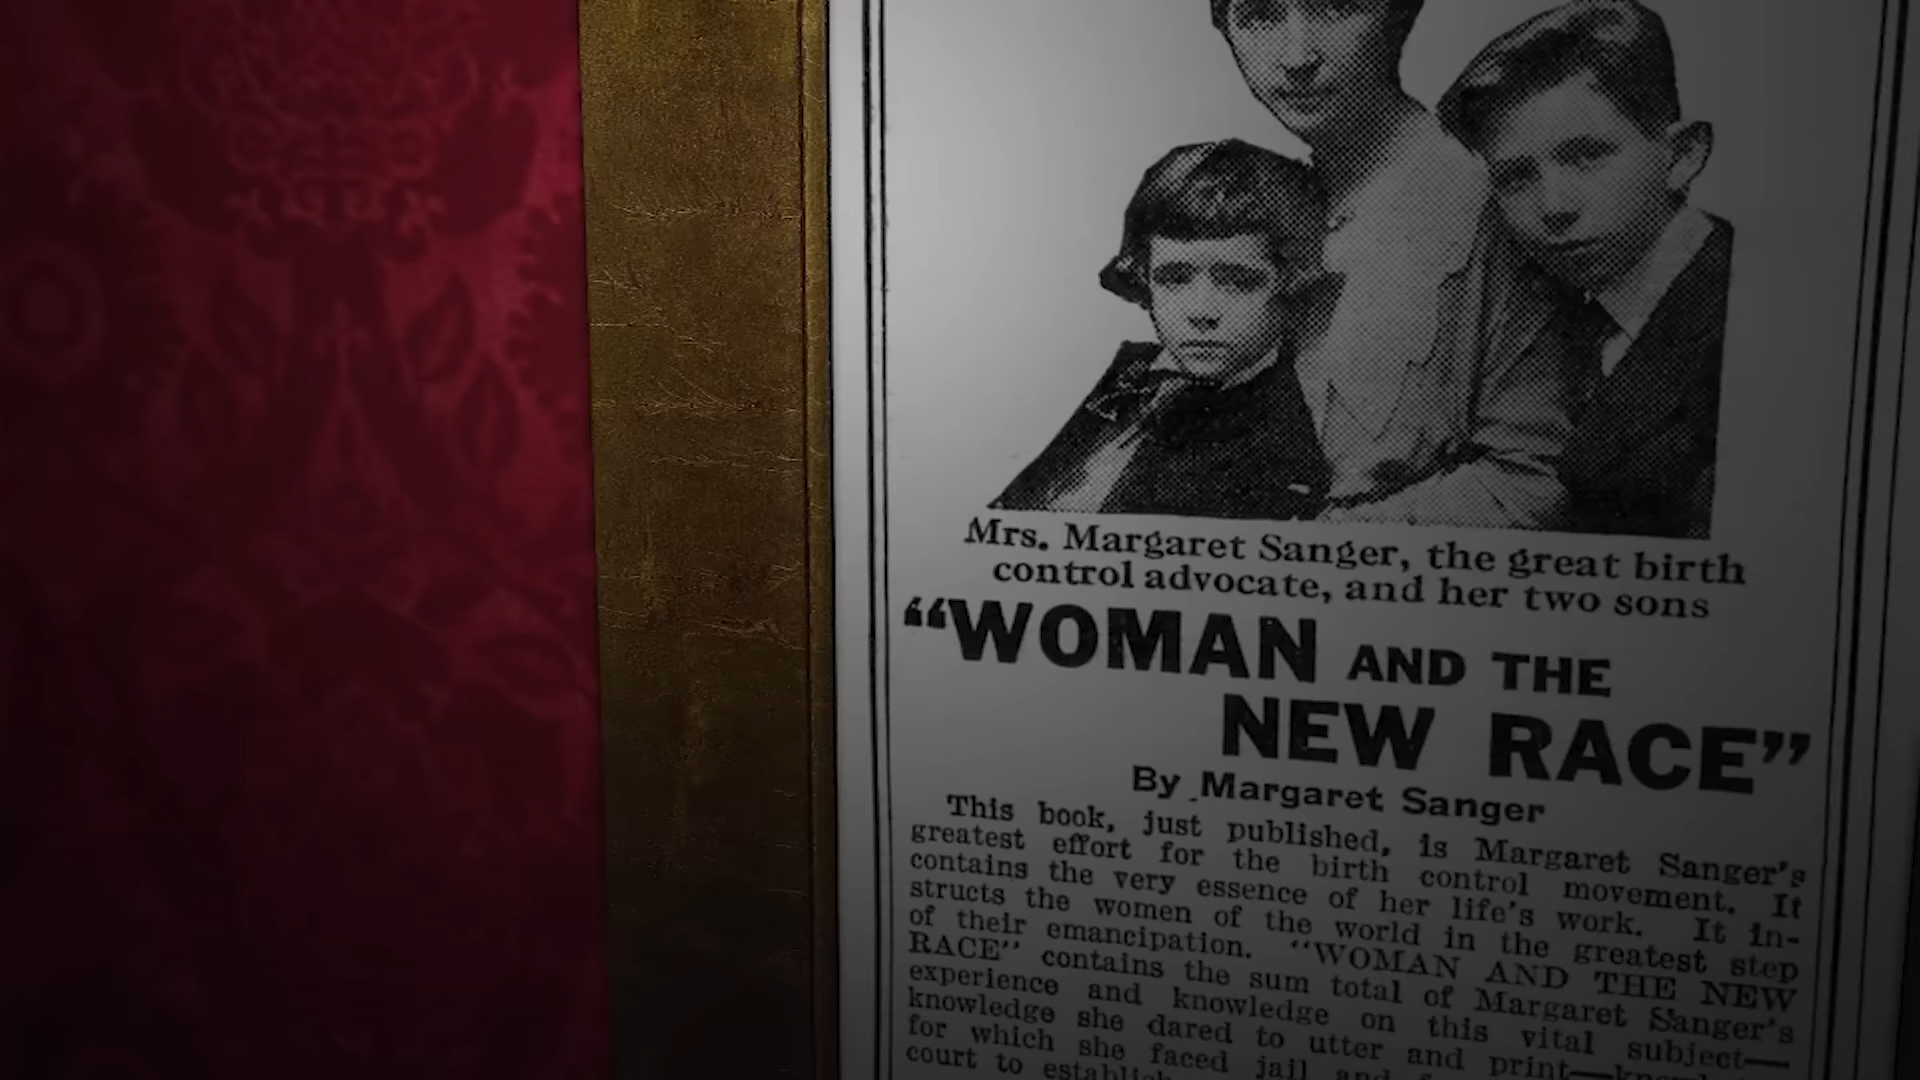 Mrs. Margaret Sanger, the great birth
control advocate, and her two sons
“WOMAN AND THE
NEW RACE”
By Margaret Sanger
This book, just published, is Margaret Sanger's
greatest effort for the birth control movement. It
contains the very essence of her life's work. It in-
structs the women of the world in the greatest step
of their emancipation. “WOMAN AND THE NEW
RACE” contains the sum total of Margaret Sanger's
experience and knowledge on this vital subject—
knowledge she dared to utter and print—
for which she faced jail and
court to